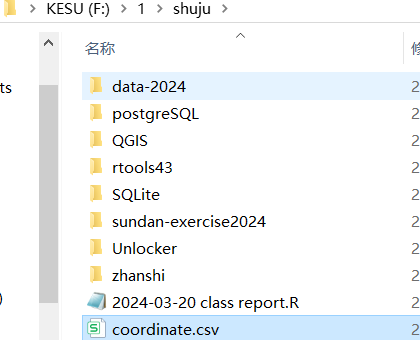 KESU (F:) > 1 > shuju >
名称
data-2024
postgreSQL
QGIS
rtools43
SQLite
sundan-exercise2024
Unlocker
zhanshi
2024-03-20 class report.R
coordinate.csv
ts
)